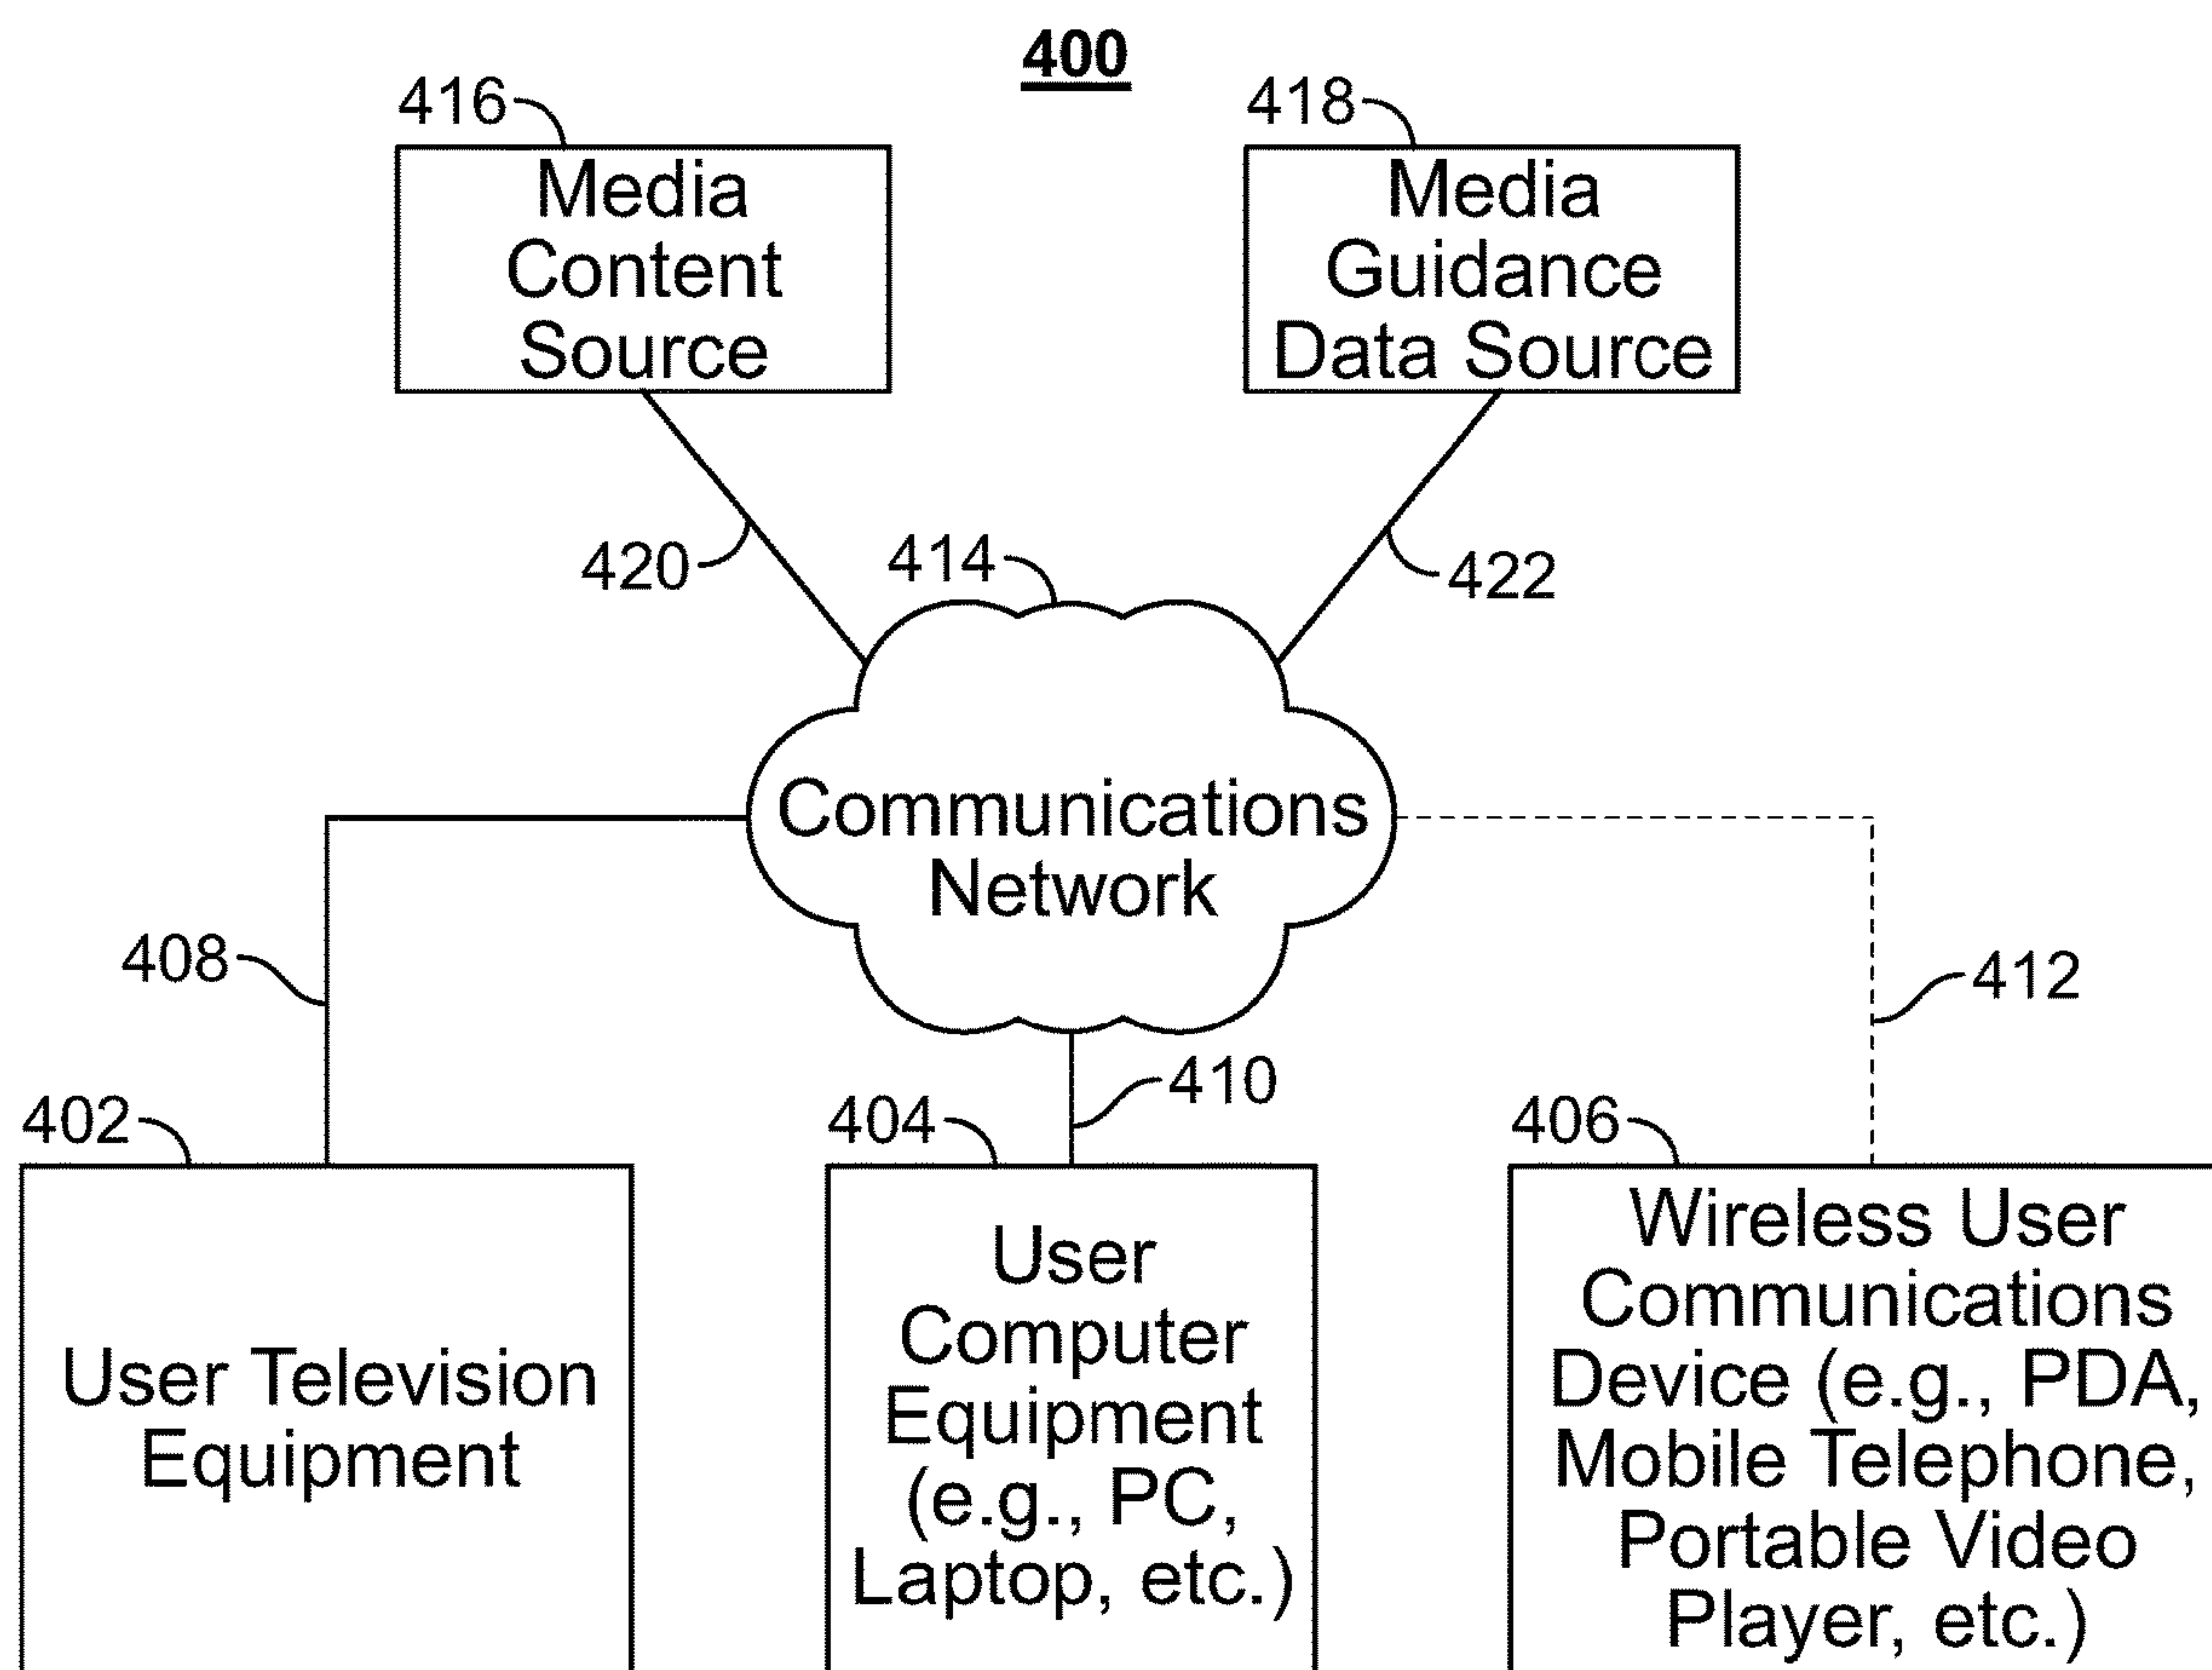 400
416
418
Media
Content
Source
Media
Guidance
Data Source
420
414
422
Communications
Network
408
412
410
402
404
406
User Television
Equipment
User
Computer
Equipment
(e.g., PC,
Laptop, etc.)
Wireless User
Communications
Device (e.g., PDA,
Mobile Telephone,
Portable Video
Player, etc.)